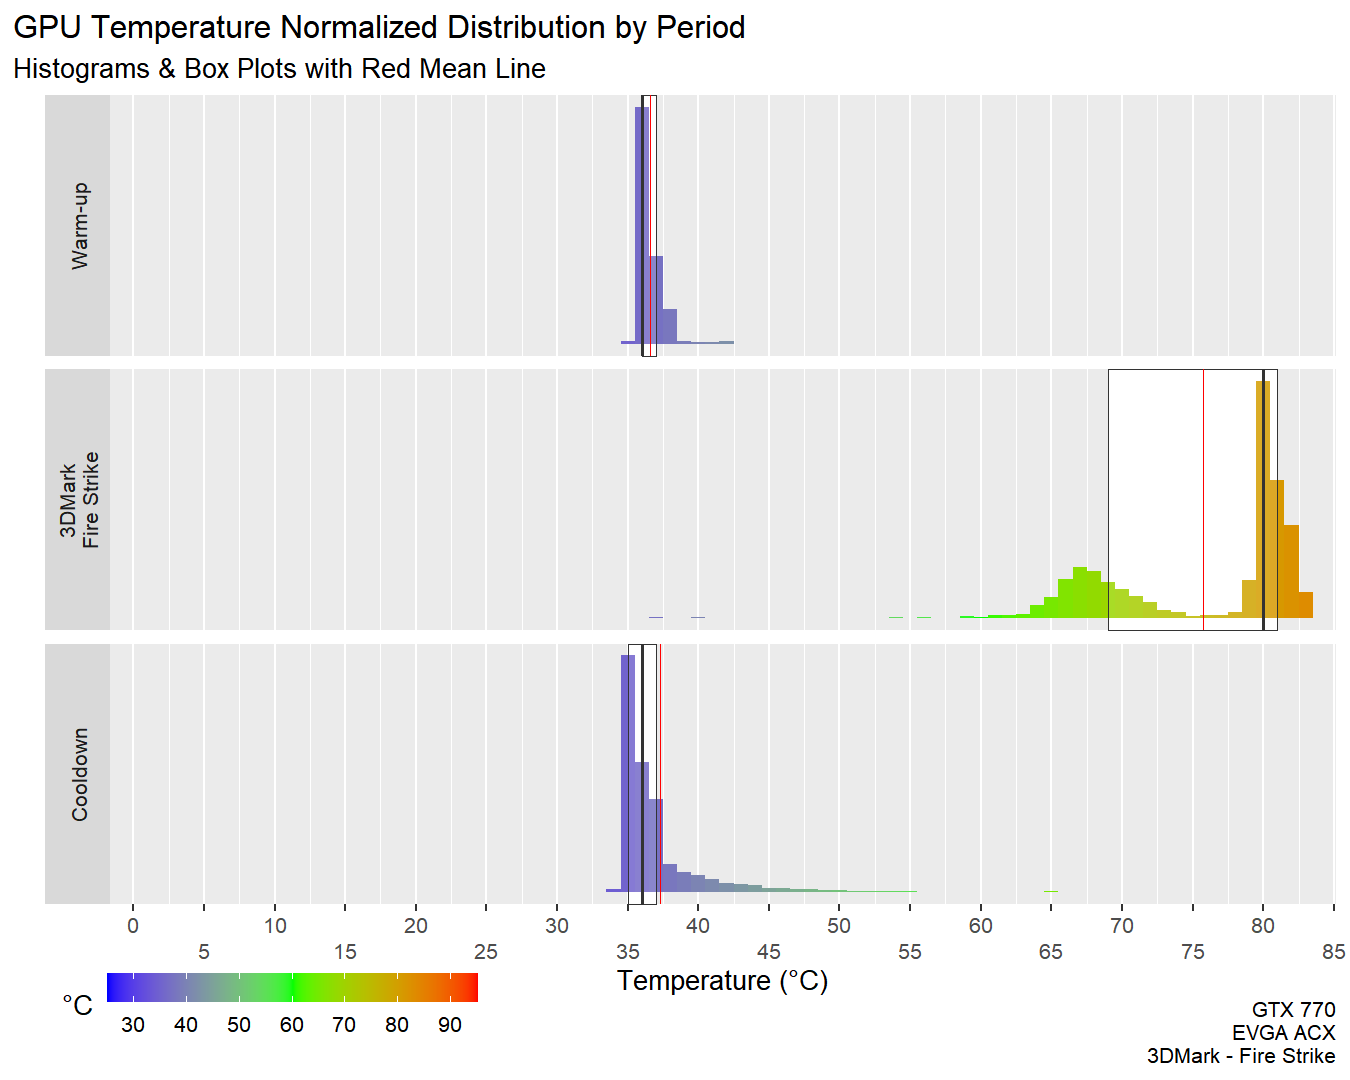 GPU Temperature Normalized Distribution by Period
Histograms & Box Plots with Red Mean Line
Warm-up
3DMark
Fire Strike
Cooldown
0 10 20 30 40 50 60 70 80
5 15 25 35 45 55 65 75 85
Temperature (°C)
°C
30 40 50 60 70 80 90
GTX 770
EVGA ACX
3DMark - Fire Strike